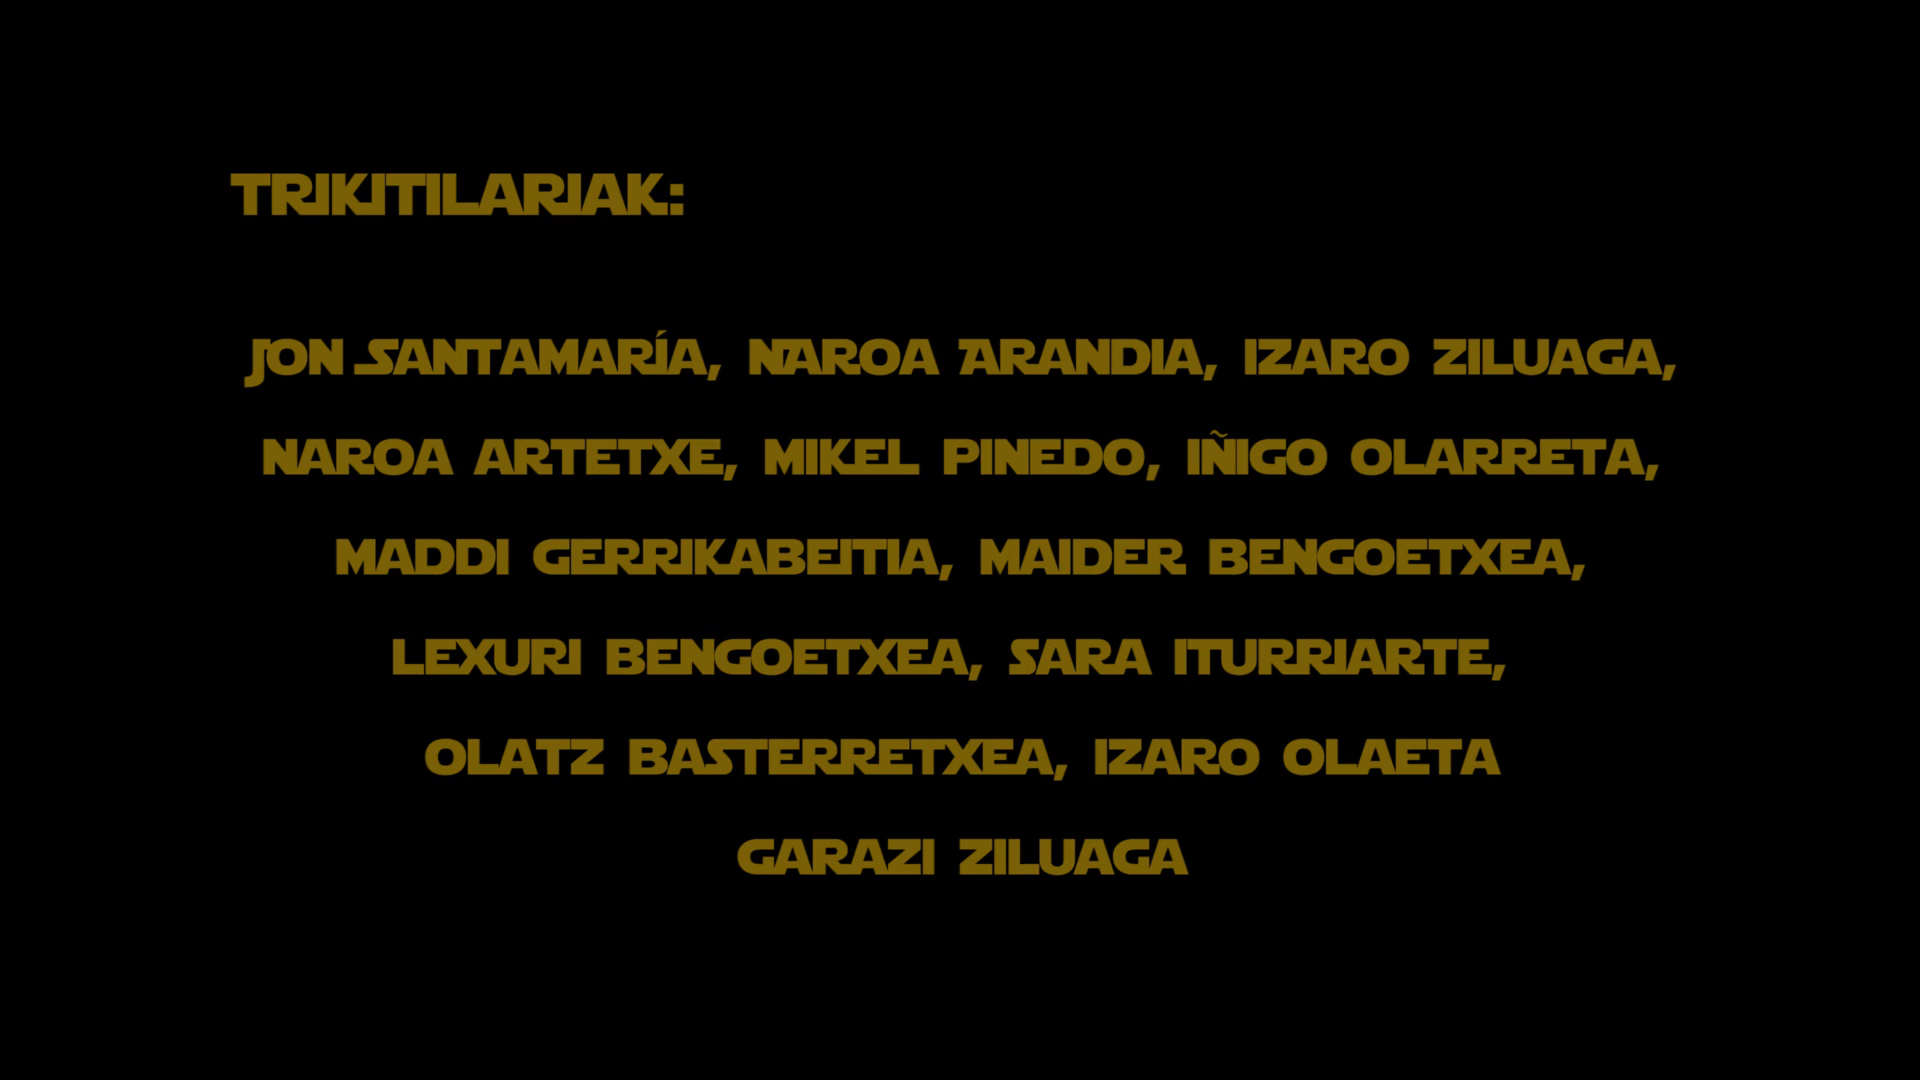 TRIKITILARIAK:
JON SANTAMARÍA, NAROA ARANDIA, IZARO ZILUAGA,
NAROA ARTETXE, MIKEL PINEDO, IÑIGO OLARRETA,
MADDI GERRIKABEITIA, MAIDER BENGOETXEA,
LEXURI BENGOETXEA, SARA ITURRIARTE,
OLATZ BASTERRETXEA, IZARO OLAETA
GARAZI ZILUAGA